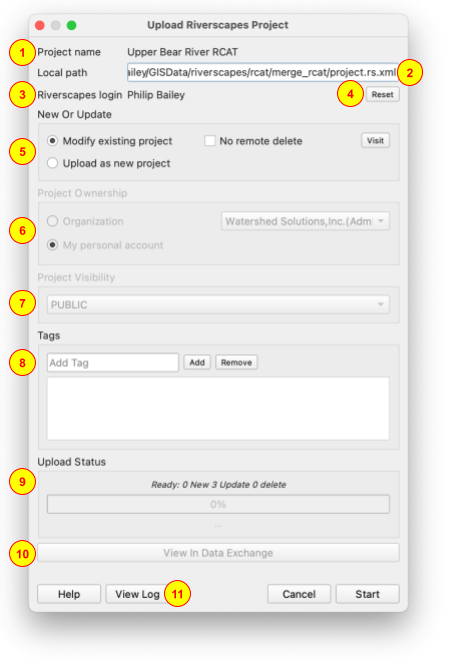 Upload Riverscapes Project
1 Project name Upper Bear River RCAT
Local path ailey/GISData/riverscapes/rcat/merge_rcat/project.rs.xml 2
3 Riverscapes login Philip Bailey 4 Reset
New Or Update
5 Modify existing project No remote delete Visit
Upload as new project
Project Ownership
6 Organization Watershed Solutions,Inc.(Admi
My personal account
Project Visibility
7 PUBLIC
Tags
8 Add Tag Add Remove
Upload Status
9 Ready: 0 New 3 Update 0 delete
0%
...
10 View In Data Exchange
Help View Log 11 Cancel Start